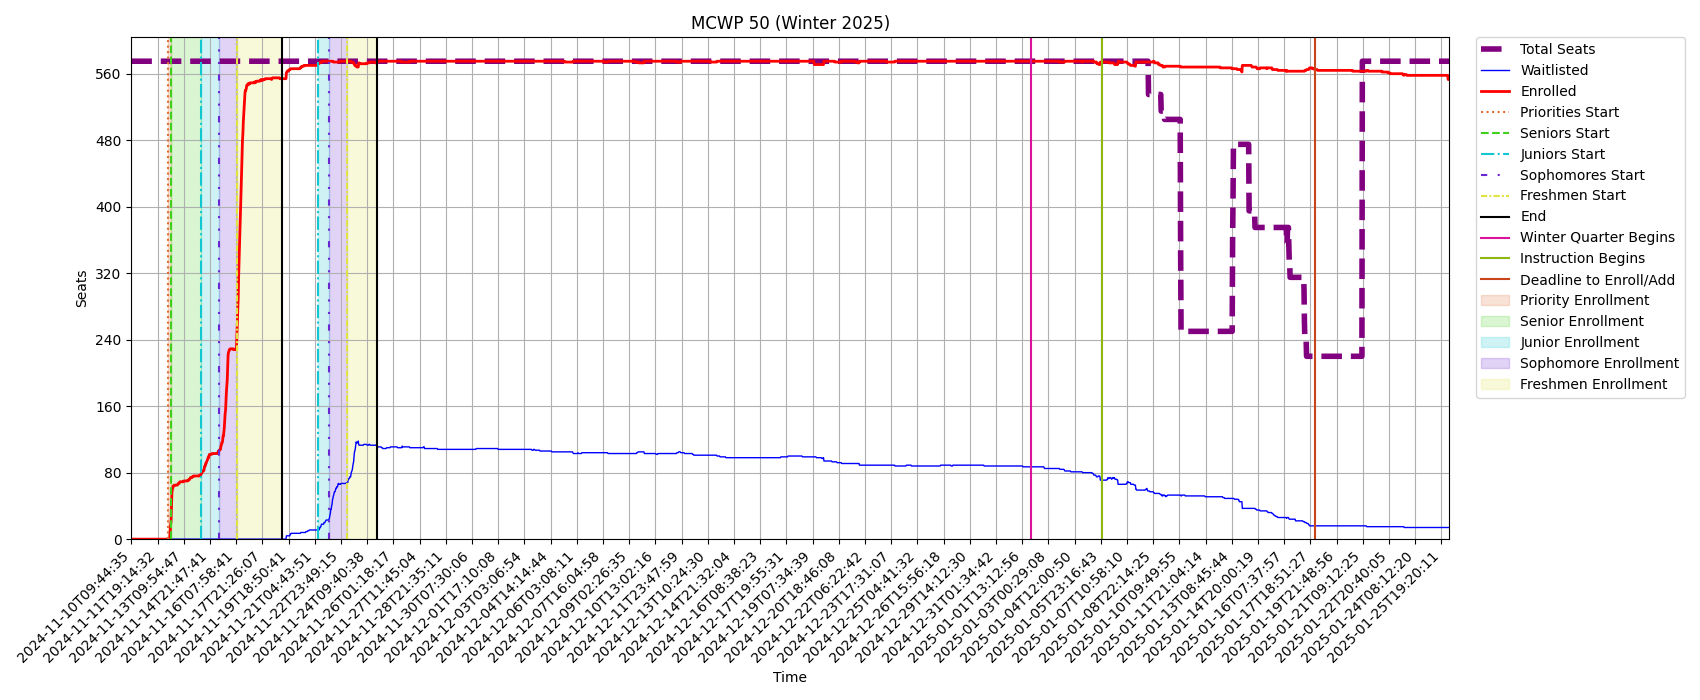 MCWP 50 (Winter 2025)
Seats
560
480
400
320
240
160
80
0
2024-11-10T09:44:35
2024-11-11T19:14:32
2024-11-13T09:54:47
2024-11-14T21:47:41
2024-11-16T07:58:41
2024-11-17T21:26:07
2024-11-19T18:50:41
2024-11-21T04:43:51
2024-11-22T23:49:15
2024-11-24T09:40:38
2024-11-26T01:18:17
2024-11-27T11:45:04
2024-11-28T21:35:11
2024-11-30T07:30:06
2024-12-01T17:10:08
2024-12-03T03:06:54
2024-12-04T14:14:44
2024-12-06T03:08:11
2024-12-07T16:04:58
2024-12-09T02:26:35
2024-12-10T13:02:16
2024-12-11T23:47:59
2024-12-13T10:24:30
2024-12-14T21:32:04
2024-12-16T08:38:23
2024-12-17T19:55:31
2024-12-19T07:34:39
2024-12-20T18:46:08
2024-12-22T06:22:42
2024-12-23T17:31:07
2024-12-25T04:41:32
2024-12-26T15:56:18
2024-12-29T14:12:30
2024-12-31T01:34:42
2025-01-01T13:12:56
2025-01-03T00:29:08
2025-01-04T12:00:50
2025-01-05T23:16:43
2025-01-07T10:58:10
2025-01-08T22:14:25
2025-01-10T09:49:55
2025-01-11T21:04:14
2025-01-13T08:45:44
2025-01-14T20:00:19
2025-01-16T07:37:57
2025-01-17T18:51:27
2025-01-19T21:48:56
2025-01-21T09:12:25
2025-01-22T20:40:05
2025-01-24T08:12:20
2025-01-25T19:20:11
Time
Total Seats
Waitlisted
Enrolled
Priorities Start
Seniors Start
Juniors Start
Sophomores Start
Freshmen Start
End
Winter Quarter Begins
Instruction Begins
Deadline to Enroll/Add
Priority Enrollment
Senior Enrollment
Junior Enrollment
Sophomore Enrollment
Freshmen Enrollment